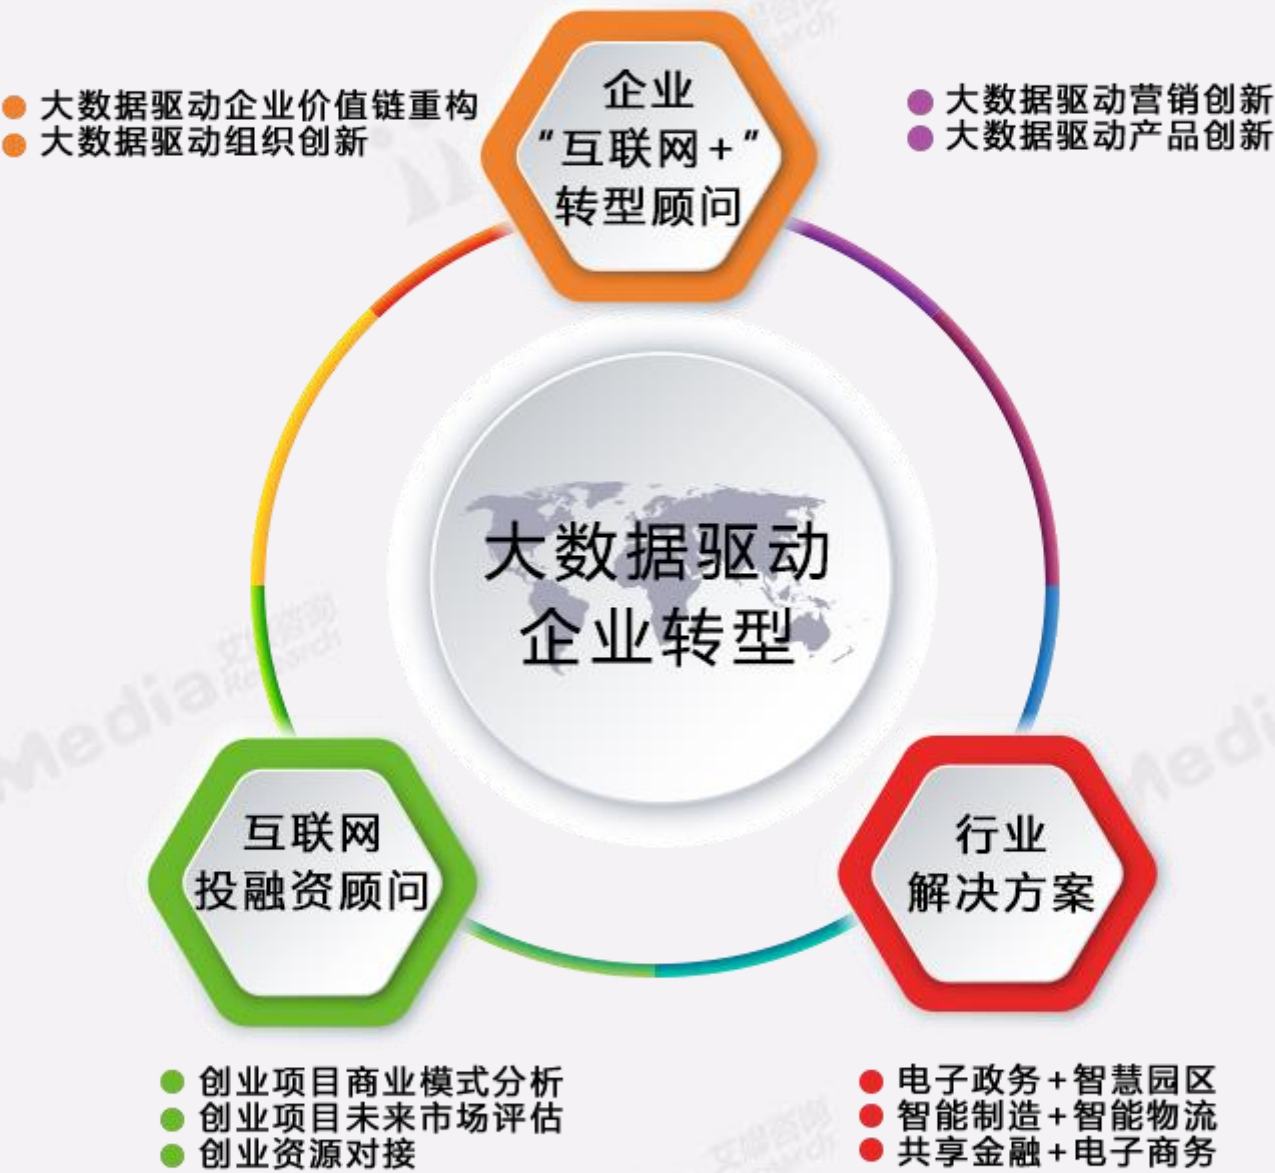 企业
“互联网+”
转型顾问
大数据驱动企业价值链重构
大数据驱动组织创新
大数据驱动营销创新
大数据驱动产品创新
大数据驱动
企业转型
互联网
投融资顾问
行业
解决方案
创业项目商业模式分析
创业项目未来市场评估
创业资源对接
电子政务+智慧园区
智能制造+智能物流
共享金融+电子商务
艾媒咨询
Media
Research